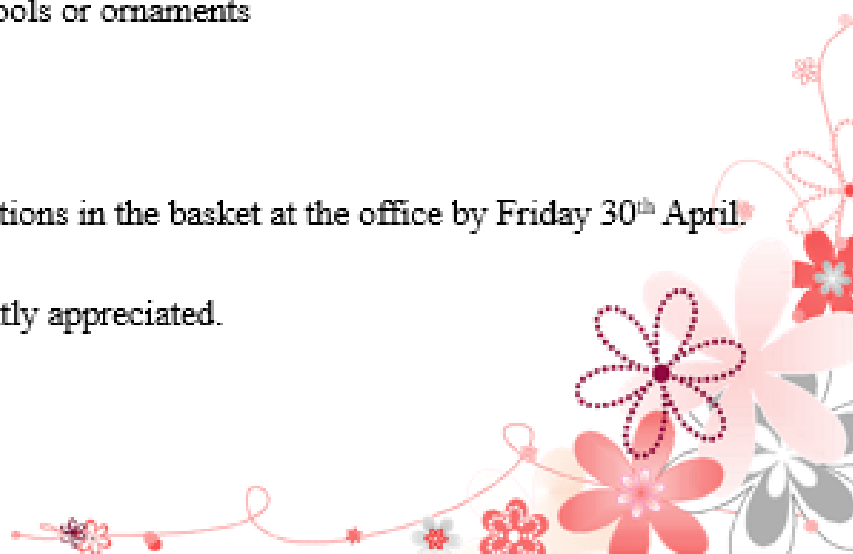 ools or ornaments
tions in the basket at the office by Friday 30th April.
tly appreciated.